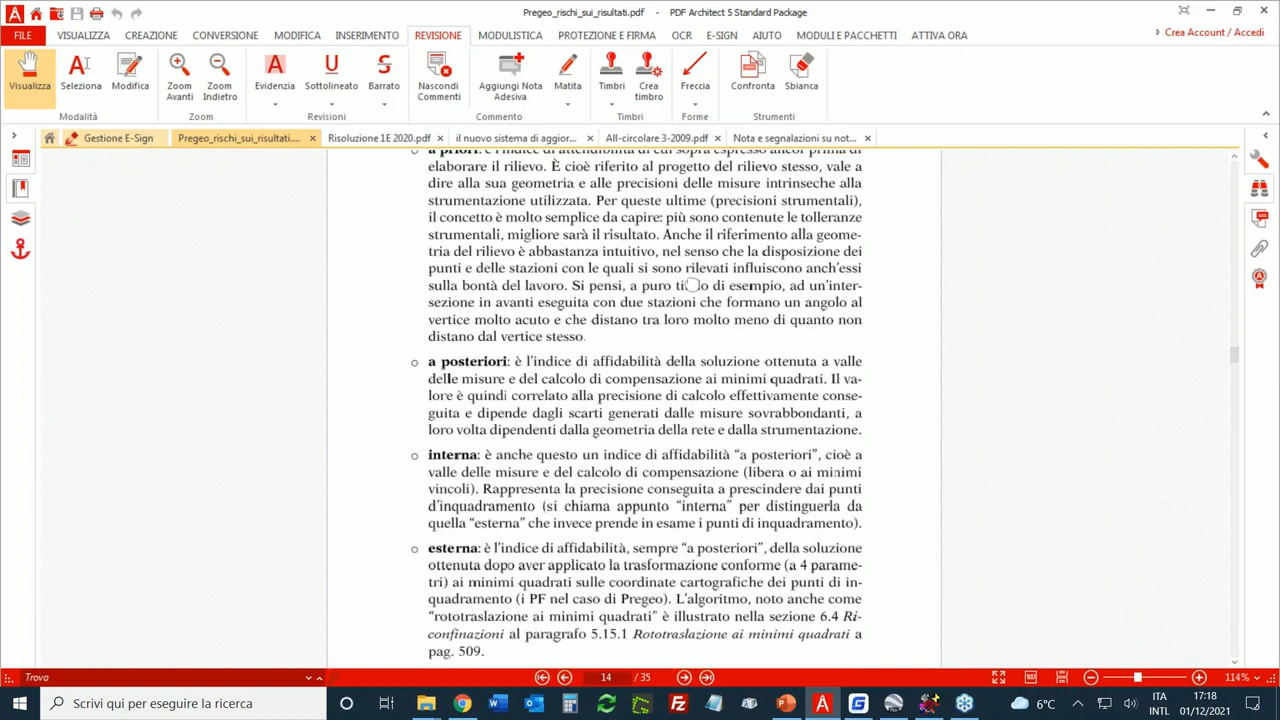 Pregeo_rischi_sui_risultati.pdf - PDF Architect 5 Standard Package
FILE VISUALIZZA CREAZIONE CONVERSIONE MODIFICA INSERIMENTO REVISIONE MODULISTICA PROTEZIONE E FIRMA OCR E-SIGN AIUTO MODULI E PACCHETTI ATTIVA ORA Crea Account / Accedi
Visualizza Seleziona Modifica Zoom Avanti Zoom Indietro Evidenzia Sottolineato Barrato Nascondi Commenti Aggiungi Nota Adesiva Matita Timbri Crea timbro Freccia Confronta Sbianca
Modalità Zoom Revisioni Commento Timbri Forme Strumenti
Gestione E-Sign Pregeo_rischi_sui_risultati.... Risoluzione 1E 2020.pdf il nuovo sistema di aggior... All-circolare 3-2009.pdf Nota e segnalazioni su not...
a priori: è l'indice di attendibilità di cui sopra espresso ancor prima di
elaborare il rilievo. È cioè riferito al progetto del rilievo stesso, vale a
dire alla sua geometria e alle precisioni delle misure intrinseche alla
strumentazione utilizzata. Per queste ultime (precisioni strumentali),
il concetto è molto semplice da capire: più sono contenute le tolleranze
strumentali, migliore sarà il risultato. Anche il riferimento alla geome-
tria del rilievo è abbastanza intuitivo, nel senso che la disposizione dei
punti e delle stazioni con le quali si sono rilevati influiscono anch'essi
sulla bontà del lavoro. Si pensi, a puro titolo di esempio, ad un'inter-
sezione in avanti eseguita con due stazioni che formano un angolo al
vertice molto acuto e che distano tra loro molto meno di quanto non
distano dal vertice stesso.
a posteriori: è l'indice di affidabilità della soluzione ottenuta a valle
delle misure e del calcolo di compensazione ai minimi quadrati. Il va-
lore è quindi correlato alla precisione di calcolo effettivamente conse-
guita e dipende dagli scarti generati dalle misure sovrabbondanti, a
loro volta dipendenti dalla geometria della rete e dalla strumentazione.
interna: è anche questo un indice di affidabilità "a posteriori", cioè a
valle delle misure e del calcolo di compensazione (libera o ai minimi
vincoli). Rappresenta la precisione conseguita a prescindere dai punti
d'inquadramento (si chiama appunto "interna" per distinguerla da
quella "esterna" che invece prende in esame i punti di inquadramento).
esterna: è l'indice di affidabilità, sempre "a posteriori", della soluzione
ottenuta dopo aver applicato la trasformazione conforme (a 4 parame-
tri) ai minimi quadrati sulle coordinate cartografiche dei punti di in-
quadramento (i PF nel caso di Pregeo). L'algoritmo, noto anche come
"rototraslazione ai minimi quadrati" è illustrato nella sezione 6.4 Ri-
confinazioni al paragrafo 5.15.1 Rototraslazione ai minimi quadrati a
pag. 509.
Trova 14 / 35 114%
Scrivi qui per eseguire la ricerca 6°C ITA INTL 17:18 01/12/2021